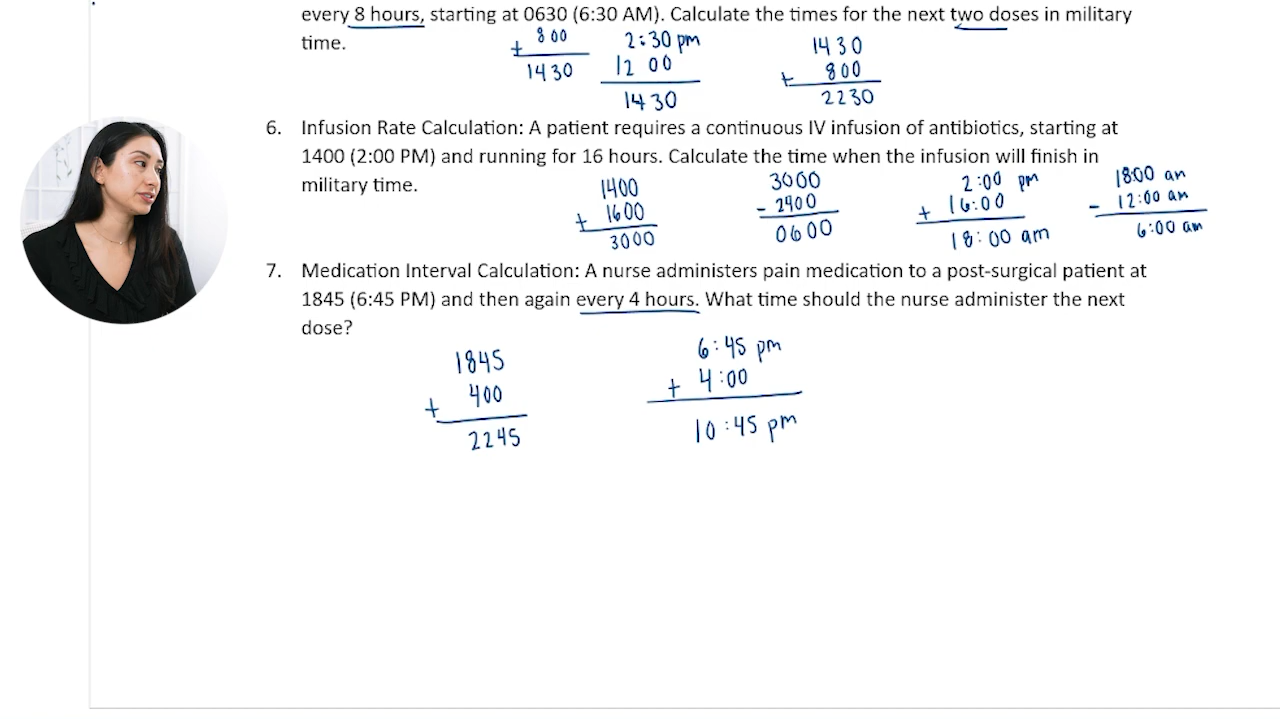 every 8 hours, starting at 0630 (6:30 AM). Calculate the times for the next two doses in military
time.
+ 800
1430
2:30 pm
12 00
1430
1430
+ 800
2230
6. Infusion Rate Calculation: A patient requires a continuous IV infusion of antibiotics, starting at
1400 (2:00 PM) and running for 16 hours. Calculate the time when the infusion will finish in
military time.
1400
+ 1600
3000
3000
- 2400
0600
2:00 pm
+ 16:00
18:00 am
18:00 am
- 12:00 am
6:00 am
7. Medication Interval Calculation: A nurse administers pain medication to a post-surgical patient at
1845 (6:45 PM) and then again every 4 hours. What time should the nurse administer the next
dose?
1845
+ 400
2245
6:45 pm
+ 4:00
10:45 pm